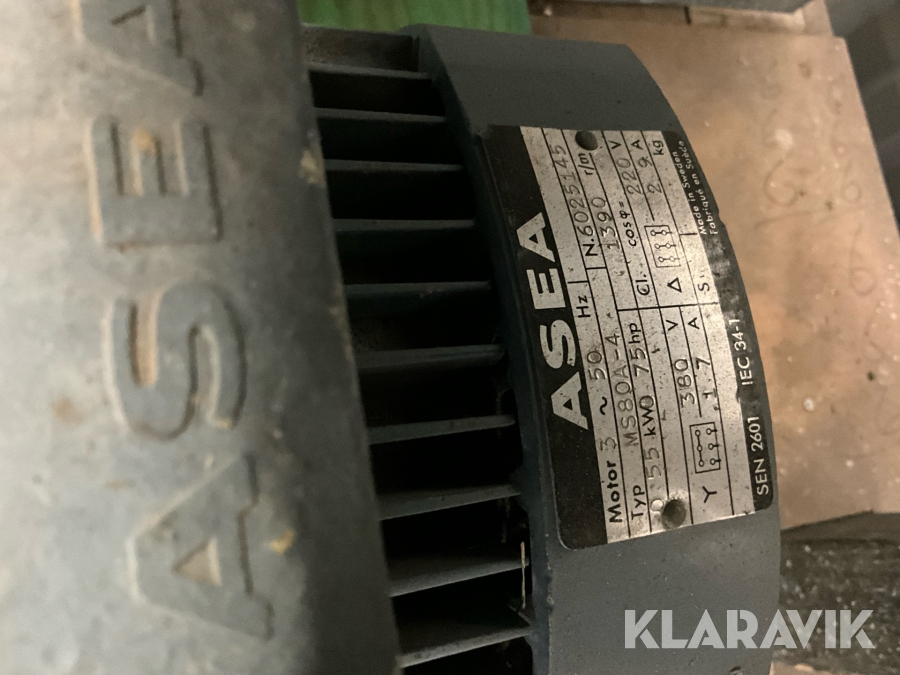 ASEA
ASEA
Motor 3 ~ 50 Hz N. 6025145
Typ MS80A-4 1390 r/m
0 55 kW 0 75 hp Cl. cosφ=
Y 380 V Δ 220 V
1.7 A 2.9 A
S. kg
SEN 2601 IEC 34-1
Made in Sweden
Fabriqué en Suède
KLARAVIK